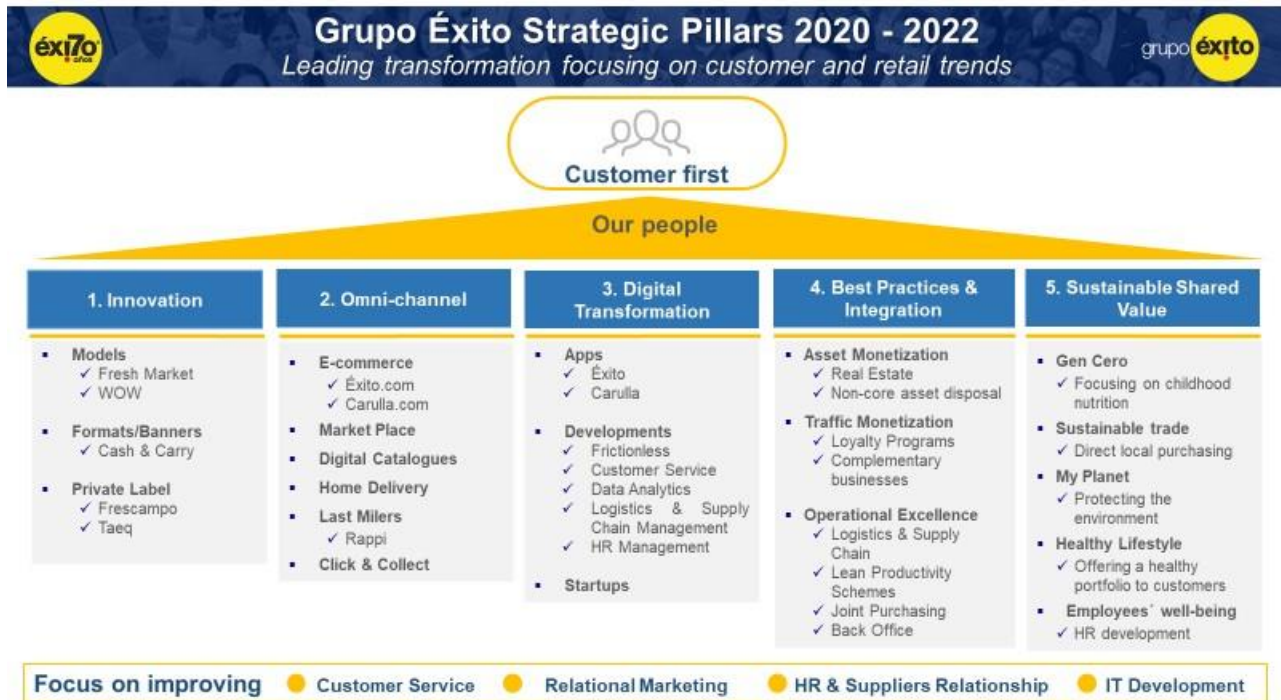 éxi7o
años
Grupo Éxito Strategic Pillars 2020 - 2022
Leading transformation focusing on customer and retail trends
grupo éxito
Customer first
Our people
1. Innovation
▪ Models
✓ Fresh Market
✓ WOW
▪ Formats/Banners
✓ Cash & Carry
▪ Private Label
✓ Frescampo
✓ Taeq
2. Omni-channel
▪ E-commerce
✓ Éxito.com
✓ Carulla.com
▪ Market Place
▪ Digital Catalogues
▪ Home Delivery
▪ Last Milers
✓ Rappi
▪ Click & Collect
3. Digital
Transformation
▪ Apps
✓ Éxito
✓ Carulla
▪ Developments
✓ Frictionless
✓ Customer Service
✓ Data Analytics
✓ Logistics & Supply
Chain Management
✓ HR Management
▪ Startups
4. Best Practices &
Integration
▪ Asset Monetization
✓ Real Estate
✓ Non-core asset disposal
▪ Traffic Monetization
✓ Loyalty Programs
✓ Complementary
businesses
▪ Operational Excellence
✓ Logistics & Supply
Chain
✓ Lean Productivity
Schemes
✓ Joint Purchasing
✓ Back Office
5. Sustainable Shared
Value
▪ Gen Cero
✓ Focusing on childhood
nutrition
▪ Sustainable trade
✓ Direct local purchasing
▪ My Planet
✓ Protecting the
environment
▪ Healthy Lifestyle
✓ Offering a healthy
portfolio to customers
▪ Employees´ well-being
✓ HR development
Focus on improving
Customer Service
Relational Marketing
HR & Suppliers Relationship
IT Development